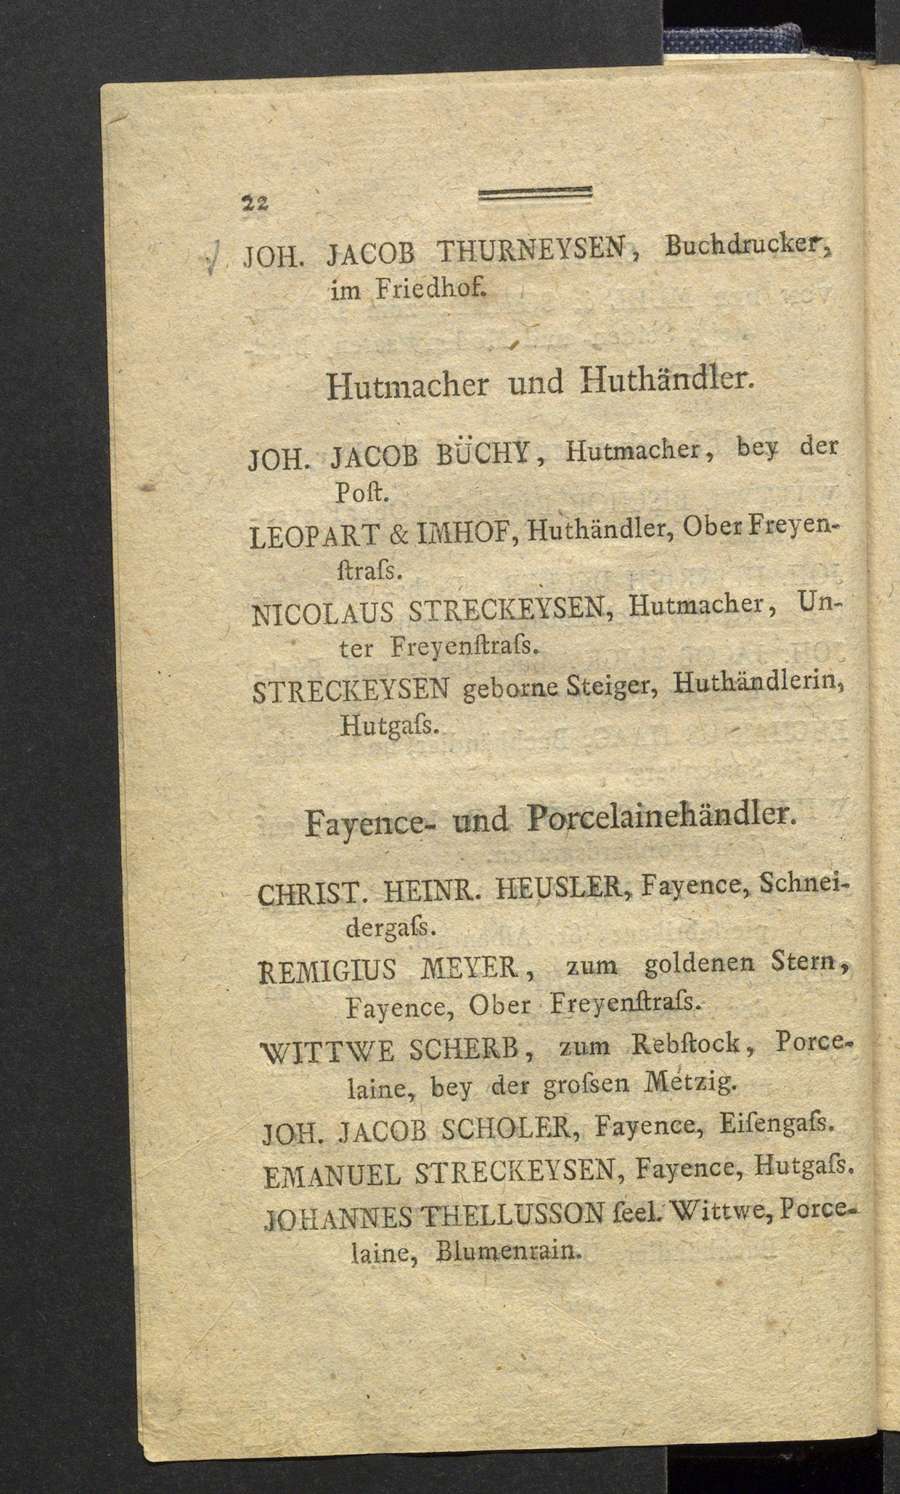 22
JOH. JACOB THURNEYSEN, Buchdrucker,
im Friedhof.
Hutmacher und Huthändler.
JOH. JACOB BÜCHY, Hutmacher, bey der
Poſt.
LEOPART & IMHOF, Huthändler, Ober Freyen-
ſtraſs.
NICOLAUS STRECKEYSEN, Hutmacher, Un-
ter Freyenſtraſs.
STRECKEYSEN geborne Steiger, Huthändlerin,
Hutgaſs.
Fayence- und Porcelainehändler.
CHRIST. HEINR. HEUSLER, Fayence, Schnei-
dergaſs.
REMIGIUS MEYER, zum goldenen Stern,
Fayence, Ober Freyenſtraſs.
WITTWE SCHERB, zum Rebſtock, Porce-
laine, bey der groſsen Metzig.
JOH. JACOB SCHOLER, Fayence, Eiſengaſs.
EMANUEL STRECKEYSEN, Fayence, Hutgaſs.
JOHANNES THELLUSSON ſeel. Wittwe, Porce-
laine, Blumenrain.